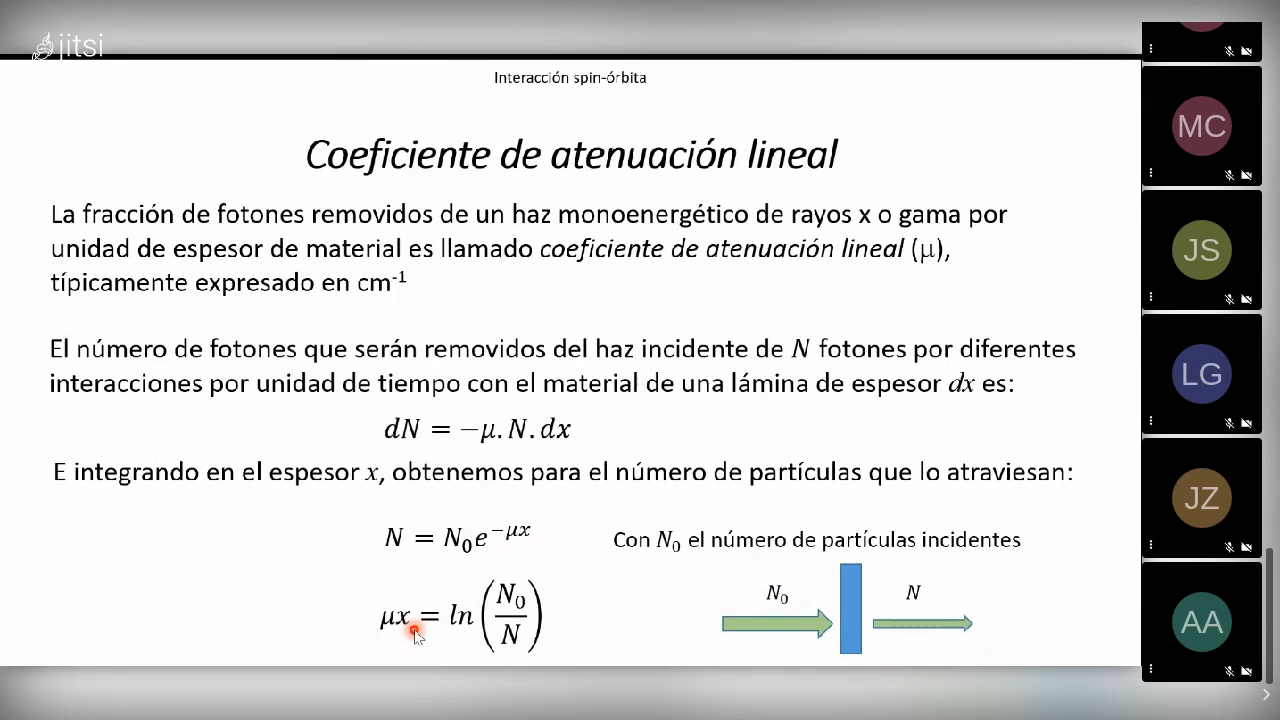 jitsi
Interacción spin-órbita
Coeficiente de atenuación lineal
La fracción de fotones removidos de un haz monoenergético de rayos x o gama por
unidad de espesor de material es llamado coeficiente de atenuación lineal (μ),
típicamente expresado en cm⁻¹
El número de fotones que serán removidos del haz incidente de N fotones por diferentes
interacciones por unidad de tiempo con el material de una lámina de espesor dx es:
dN = −μ. N. dx
E integrando en el espesor x, obtenemos para el número de partículas que lo atraviesan:
N = N₀e^{−μx}
Con N₀ el número de partículas incidentes
μx = ln(N₀/N)
N₀
N
MC
JS
LG
JZ
AA